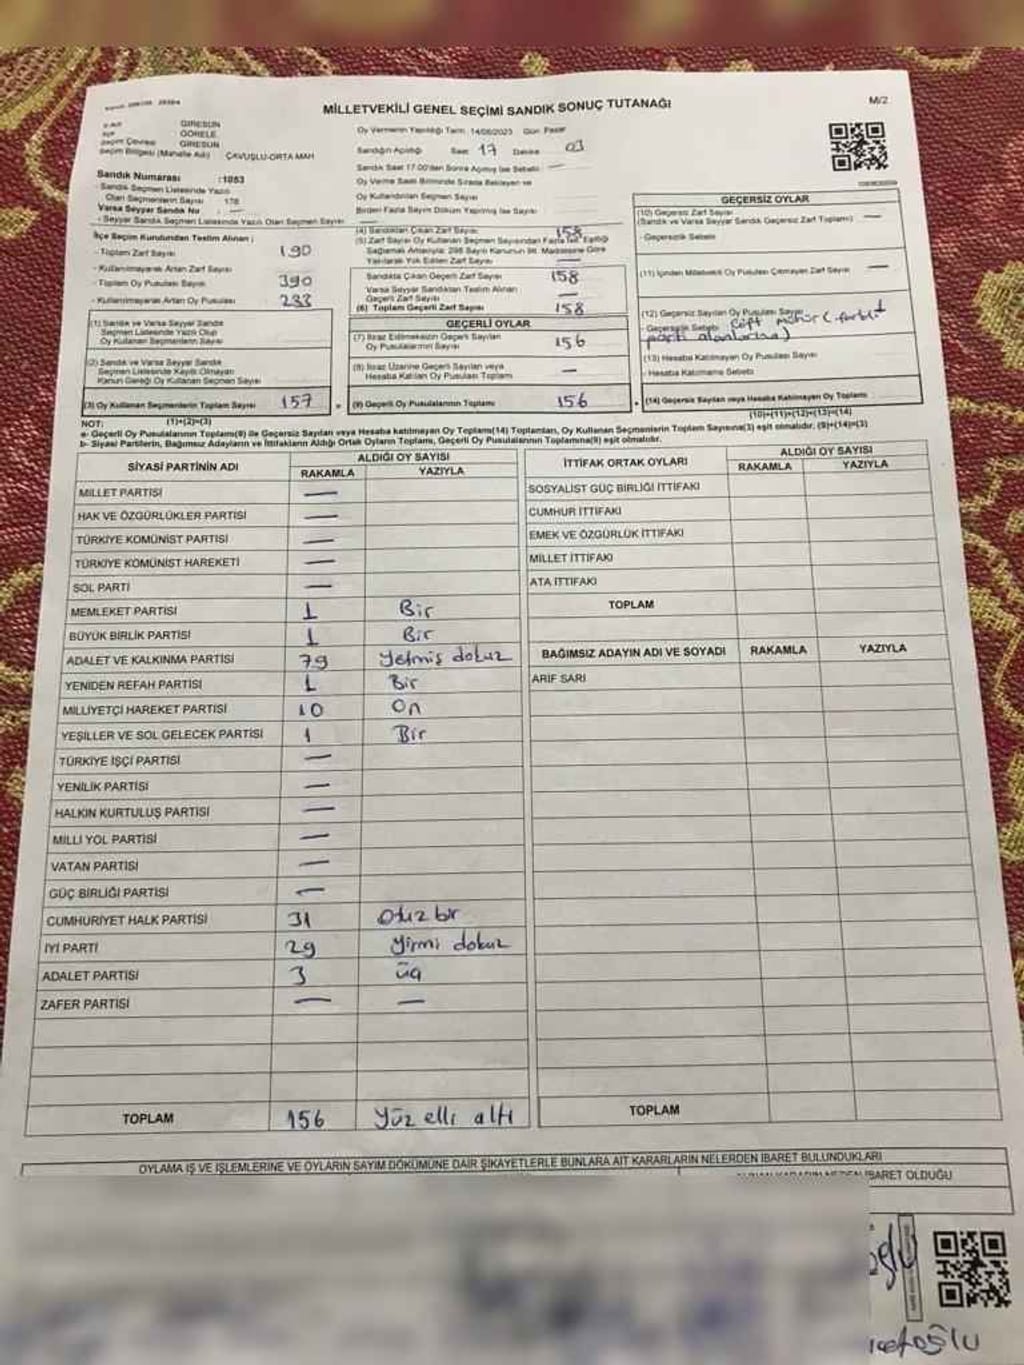 MİLLETVEKİLİ GENEL SEÇİMİ SANDIK SONUÇ TUTANAĞI
M/2
GİRESUN
GÖRELE
Seçim Çevresi GİRESUN
Seçim Bölgesi (Mahalle Adı) ÇAVUŞLU-ORTA MAH
Sandık Numarası :1053
- Sandık Seçmen Listesinde Yazılı
Olan Seçmenlerin Sayısı 178
Varsa Seyyar Sandık No
- Seyyar Sandık Seçmen Listesinde Yazılı Olan Seçmen Sayısı
Oy Vermenin Yapıldığı Tarih: 14/05/2023 Gün: Pazar
Sandığın Açıldığı Saat 17 Dakika 03
Sandık Saat 17.00'den Sonra Açılmış İse Sebebi: —
Oy Verme Saati Bitiminde Sırada Bekleyen ve
Oy Kullandırılan Seçmen Sayısı
Birden Fazla Sayım Döküm Yapılmış İse Sayısı
İlçe Seçim Kurulundan Teslim Alınan:
- Toplam Zarf Sayısı 190
- Kullanılmayarak Artan Zarf Sayısı
- Toplam Oy Pusulası Sayısı 390
- Kullanılmayarak Artan Oy Pusulası 233
(4) Sandıktan Çıkan Zarf Sayısı 158
(5) Zarf Sayısı Oy Kullanan Seçmen Sayısından Fazla İse, Eşitliği
Sağlamak Amacıyla; 298 Sayılı Kanunun 98. Maddesine Göre
Yakılarak Yok Edilen Zarf Sayısı —
Sandıkta Çıkan Geçerli Zarf Sayısı 158
Varsa Seyyar Sandıktan Teslim Alınan
Geçerli Zarf Sayısı —
(6) Toplam Geçerli Zarf Sayısı 158
GEÇERSİZ OYLAR
(10) Geçersiz Zarf Sayısı
(Sandık ve Varsa Seyyar Sandık Geçersiz Zarf Toplamı) —
- Geçersizlik Sebebi
(11) İçinden Milletvekili Oy Pusulası Çıkmayan Zarf Sayısı —
(12) Geçersiz Sayılan Oy Pusulası Sayısı
- Geçersizlik Sebebi Çift mühür (farklı
parti alanlarına)
(13) Hesaba Katılmayan Oy Pusulası Sayısı
- Hesaba Katılmama Sebebi
(14) Geçersiz Sayılan veya Hesaba Katılmayan Oy Toplamı
(10)+(11)+(12)+(13)=(14)
(1) Sandık ve Varsa Seyyar Sandık
Seçmen Listesinde Yazılı Olup
Oy Kullanan Seçmenlerin Sayısı
(2) Sandık ve Varsa Seyyar Sandık
Seçmen Listesinde Kayıtlı Olmayan
Kanun Gereği Oy Kullanan Seçmen Sayısı
(3) Oy Kullanan Seçmenlerin Toplam Sayısı 157
(1)+(2)=(3)
GEÇERLİ OYLAR
(7) İtiraz Edilmeksizin Geçerli Sayılan
Oy Pusulalarının Sayısı 156
(8) İtiraz Üzerine Geçerli Sayılan veya
Hesaba Katılan Oy Pusulası Toplamı —
(9) Geçerli Oy Pusulalarının Toplamı 156
NOT:
a- Geçerli Oy Pusulalarının Toplamı(9) ile Geçersiz Sayılan veya Hesaba katılmayan Oy Toplamı(14) Toplamları, Oy Kullanan Seçmenlerin Toplam Sayısına(3) eşit olmalıdır. (9)+(14)=(3)
b- Siyasi Partilerin, Bağımsız Adayların ve İttifakların Aldığı Ortak Oyların Toplamı, Geçerli Oy Pusulalarının Toplamına(9) eşit olmalıdır.
SİYASİ PARTİNİN ADI ALDIĞI OY SAYISI
RAKAMLA YAZIYLA
MİLLET PARTİSİ —
HAK VE ÖZGÜRLÜKLER PARTİSİ —
TÜRKİYE KOMÜNİST PARTİSİ —
TÜRKİYE KOMÜNİST HAREKETİ —
SOL PARTİ —
MEMLEKET PARTİSİ 1 Bir
BÜYÜK BİRLİK PARTİSİ 1 Bir
ADALET VE KALKINMA PARTİSİ 79 Yetmiş dokuz
YENİDEN REFAH PARTİSİ 1 Bir
MİLLİYETÇİ HAREKET PARTİSİ 10 On
YEŞİLLER VE SOL GELECEK PARTİSİ 1 Bir
TÜRKİYE İŞÇİ PARTİSİ —
YENİLİK PARTİSİ —
HALKIN KURTULUŞ PARTİSİ —
MİLLİ YOL PARTİSİ —
VATAN PARTİSİ —
GÜÇ BİRLİĞİ PARTİSİ —
CUMHURİYET HALK PARTİSİ 31 Otuz bir
İYİ PARTİ 29 Yirmi dokuz
ADALET PARTİSİ 3 üç
ZAFER PARTİSİ — —
TOPLAM 156 Yüz elli altı
İTTİFAK ORTAK OYLARI ALDIĞI OY SAYISI
RAKAMLA YAZIYLA
SOSYALİST GÜÇ BİRLİĞİ İTTİFAKI
CUMHUR İTTİFAKI
EMEK VE ÖZGÜRLÜK İTTİFAKI
MİLLET İTTİFAKI
ATA İTTİFAKI
TOPLAM
BAĞIMSIZ ADAYIN ADI VE SOYADI RAKAMLA YAZIYLA
ARİF SARI
TOPLAM
OYLAMA İŞ VE İŞLEMLERİNE VE OYLARIN SAYIM DÖKÜMÜNE DAİR ŞİKAYETLERLE BUNLARA AİT KARARLARIN NELERDEN İBARET BULUNDUKLARI
İBARET OLDUĞU